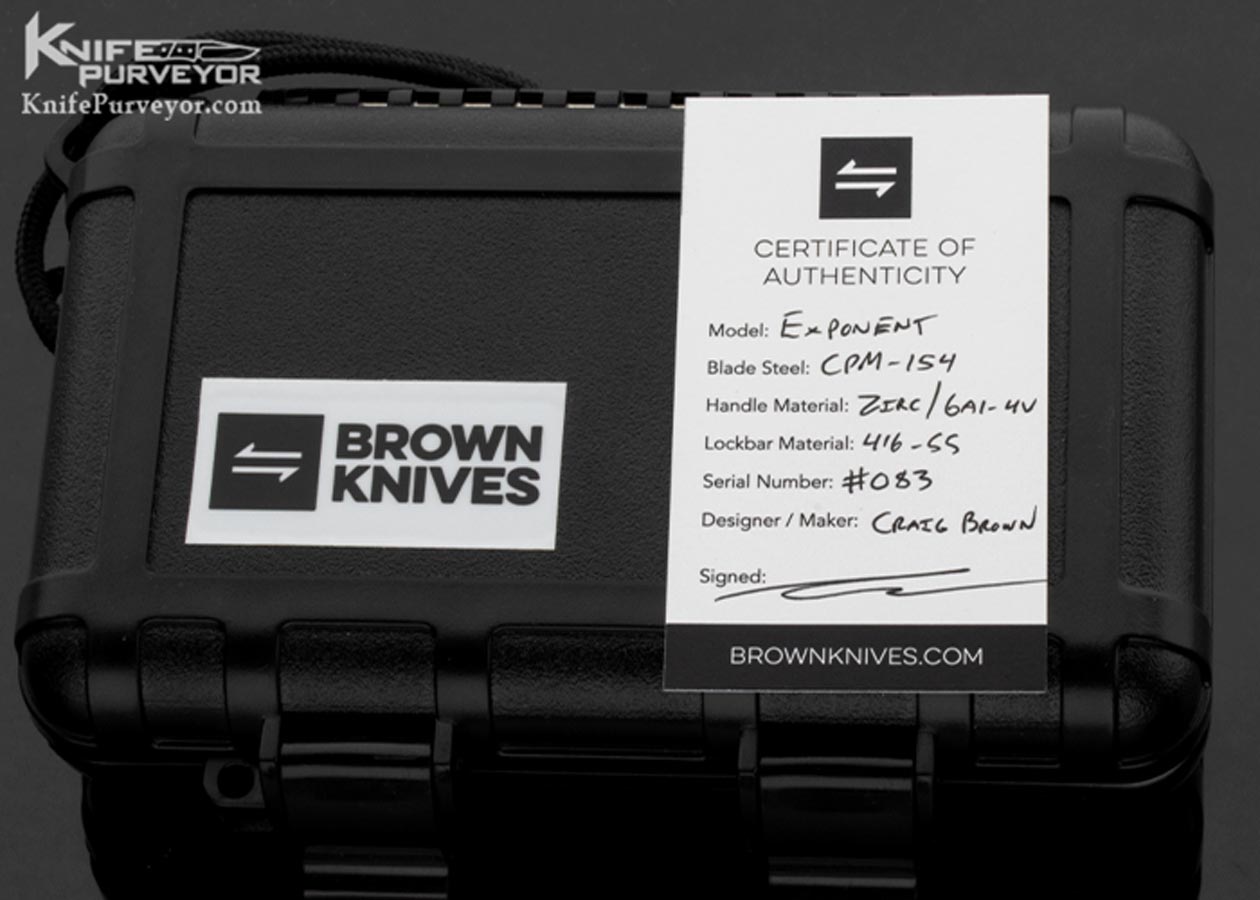 KNIFE
PURVEYOR
KnifePurveyor.com
BROWN
KNIVES
CERTIFICATE OF
AUTHENTICITY
Model: EXPONENT
Blade Steel: CPM-154
Handle Material: ZIRC/6Al-4V
Lockbar Material: 416-SS
Serial Number: #083
Designer / Maker: CRAIG BROWN
Signed:
BROWNKNIVES.COM